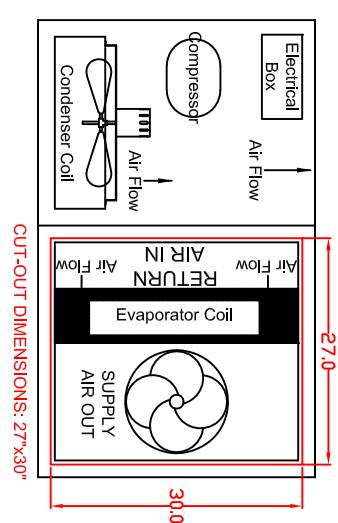 Electrical
Box
Compressor
Condenser Coil
Air Flow
Air Flow
RETURN
AIR IN
Air Flow
Air Flow
Evaporator Coil
SUPPLY
AIR OUT
27.0
30.0
CUT-OUT DIMENSIONS: 27"x30"